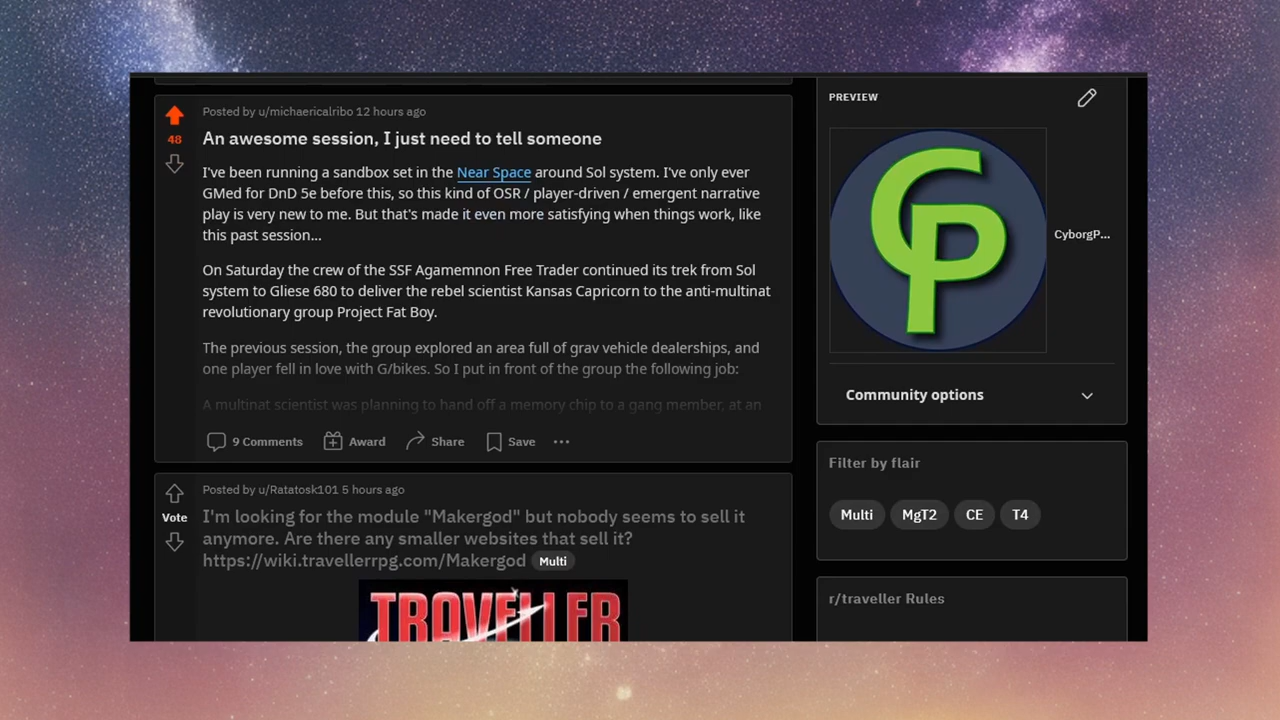 Posted by u/michaericalribo 12 hours ago
48
An awesome session, I just need to tell someone
I've been running a sandbox set in the Near Space around Sol system. I've only ever
GMed for DnD 5e before this, so this kind of OSR / player-driven / emergent narrative
play is very new to me. But that's made it even more satisfying when things work, like
this past session...
On Saturday the crew of the SSF Agamemnon Free Trader continued its trek from Sol
system to Gliese 680 to deliver the rebel scientist Kansas Capricorn to the anti-multinat
revolutionary group Project Fat Boy.
The previous session, the group explored an area full of grav vehicle dealerships, and
one player fell in love with G/bikes. So I put in front of the group the following job:
A multinat scientist was planning to hand off a memory chip to a gang member, at an
9 Comments Award Share Save ...
Posted by u/Ratatosk101 5 hours ago
Vote
I'm looking for the module "Makergod" but nobody seems to sell it
anymore. Are there any smaller websites that sell it?
https://wiki.travellerrpg.com/Makergod Multi
TRAVELLER
PREVIEW
CP
CyborgP...
Community options
Filter by flair
Multi MgT2 CE T4
r/traveller Rules